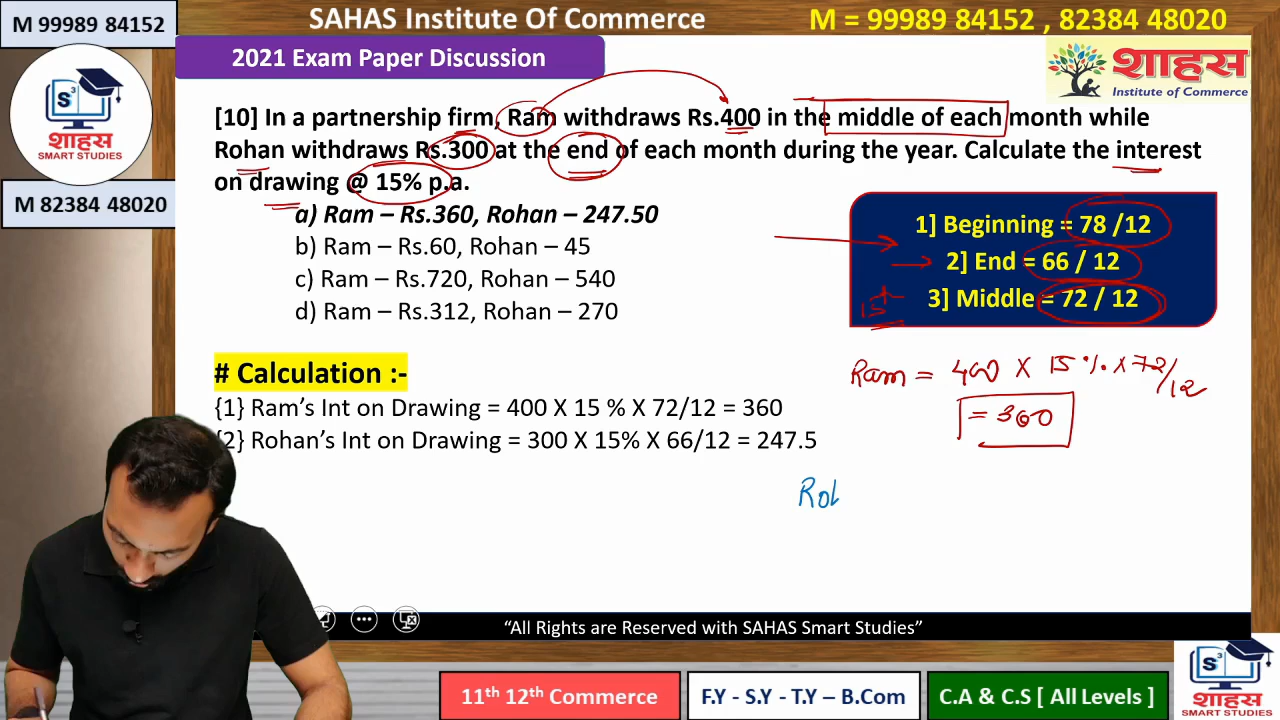 M 99989 84152
SAHAS Institute Of Commerce
M = 99989 84152 , 82384 48020
2021 Exam Paper Discussion
शाहस
Institute of Commerce
S³
शाहस
SMART STUDIES
M 82384 48020
[10] In a partnership firm, Ram withdraws Rs.400 in the middle of each month while
Rohan withdraws Rs.300 at the end of each month during the year. Calculate the interest
on drawing @ 15% p.a.
a) Ram – Rs.360, Rohan – 247.50
b) Ram – Rs.60, Rohan – 45
c) Ram – Rs.720, Rohan – 540
d) Ram – Rs.312, Rohan – 270
1] Beginning = 78 /12
2] End = 66 / 12
3] Middle = 72 / 12
15
# Calculation :-
{1} Ram’s Int on Drawing = 400 X 15 % X 72/12 = 360
{2} Rohan’s Int on Drawing = 300 X 15% X 66/12 = 247.5
Ram = 400 X 15 % X 72/12
= 360
Roh
“All Rights are Reserved with SAHAS Smart Studies”
11th 12th Commerce
F.Y - S.Y - T.Y – B.Com
C.A & C.S [ All Levels ]
S³
शाहस
SMART STUDIES